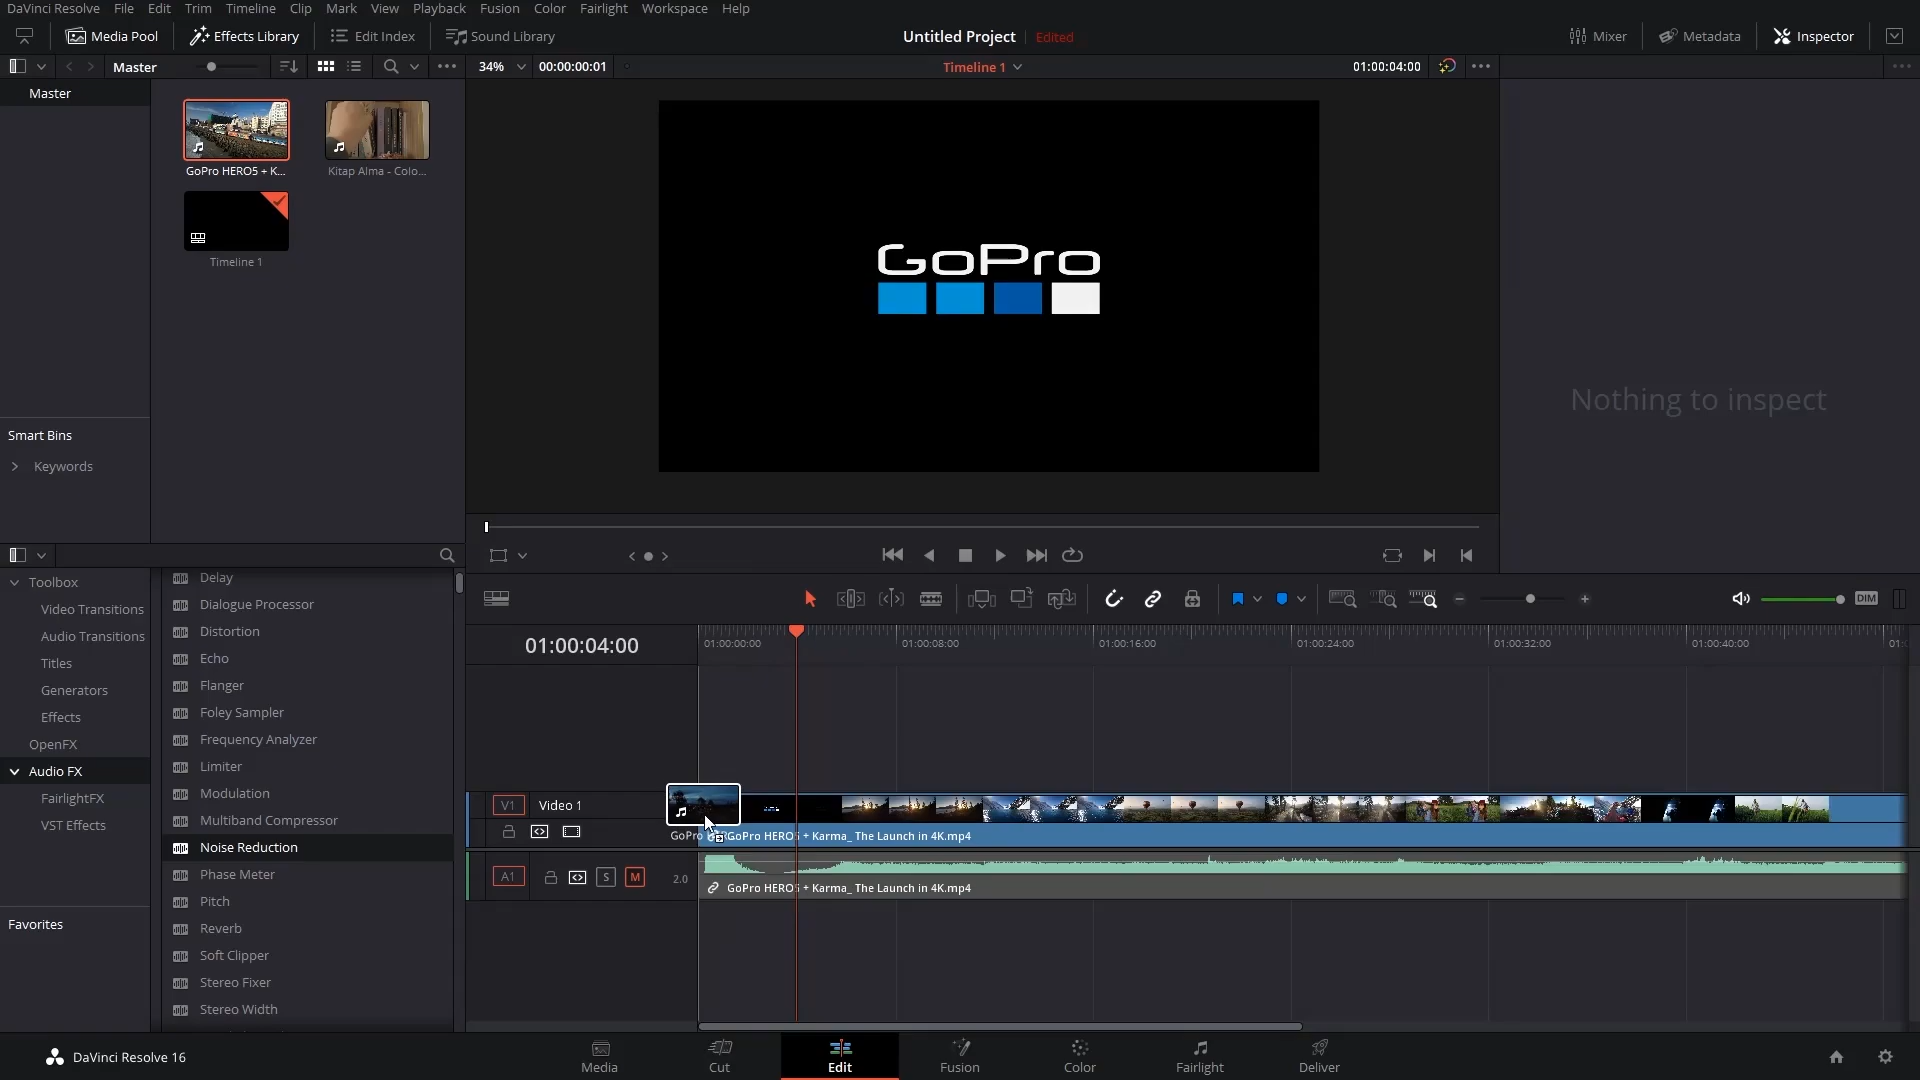 DaVinci Resolve File Edit Trim Timeline Clip Mark View Playback Fusion Color Fairlight Workspace Help
Media Pool Effects Library Edit Index Sound Library Untitled Project Edited Mixer Metadata Inspector
Master 34% 00:00:00:01 Timeline 1 01:00:04:00
Master
GoPro HERO5 + K... Kitap Alma - Colo...
Timeline 1
GoPro
Nothing to inspect
Smart Bins
Keywords
Toolbox
Video Transitions
Audio Transitions
Titles
Generators
Effects
OpenFX
Audio FX
FairlightFX
VST Effects
Favorites
Delay
Dialogue Processor
Distortion
Echo
Flanger
Foley Sampler
Frequency Analyzer
Limiter
Modulation
Multiband Compressor
Noise Reduction
Phase Meter
Pitch
Reverb
Soft Clipper
Stereo Fixer
Stereo Width
DIM
01:00:04:00 01:00:00:00 01:00:08:00 01:00:16:00 01:00:24:00 01:00:32:00 01:00:40:00
V1 Video 1
GoPro GoPro HERO5 + Karma_ The Launch in 4K.mp4
A1 S M 2.0
GoPro HERO5 + Karma_ The Launch in 4K.mp4
DaVinci Resolve 16 Media Cut Edit Fusion Color Fairlight Deliver